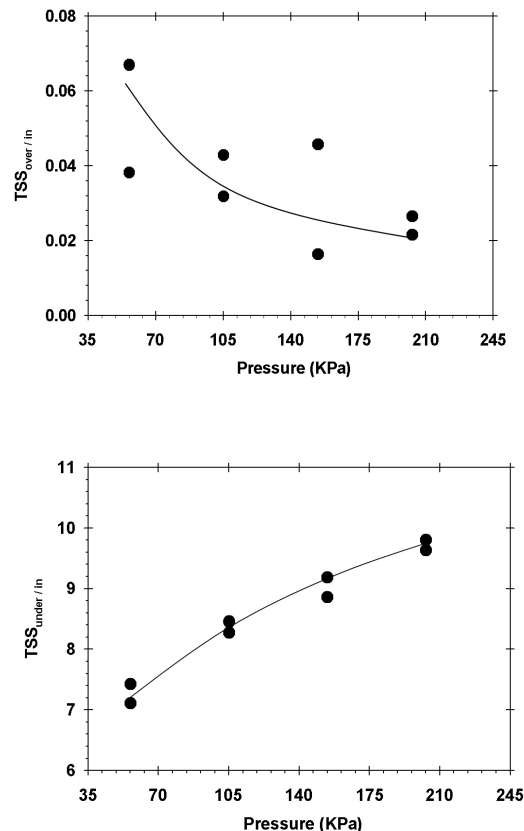 0.08
0.06
0.04
0.02
0.00
TSSover / in
35 70 105 140 175 210 245
Pressure (KPa)
11
10
9
8
7
6
TSSunder / in
35 70 105 140 175 210 245
Pressure (KPa)